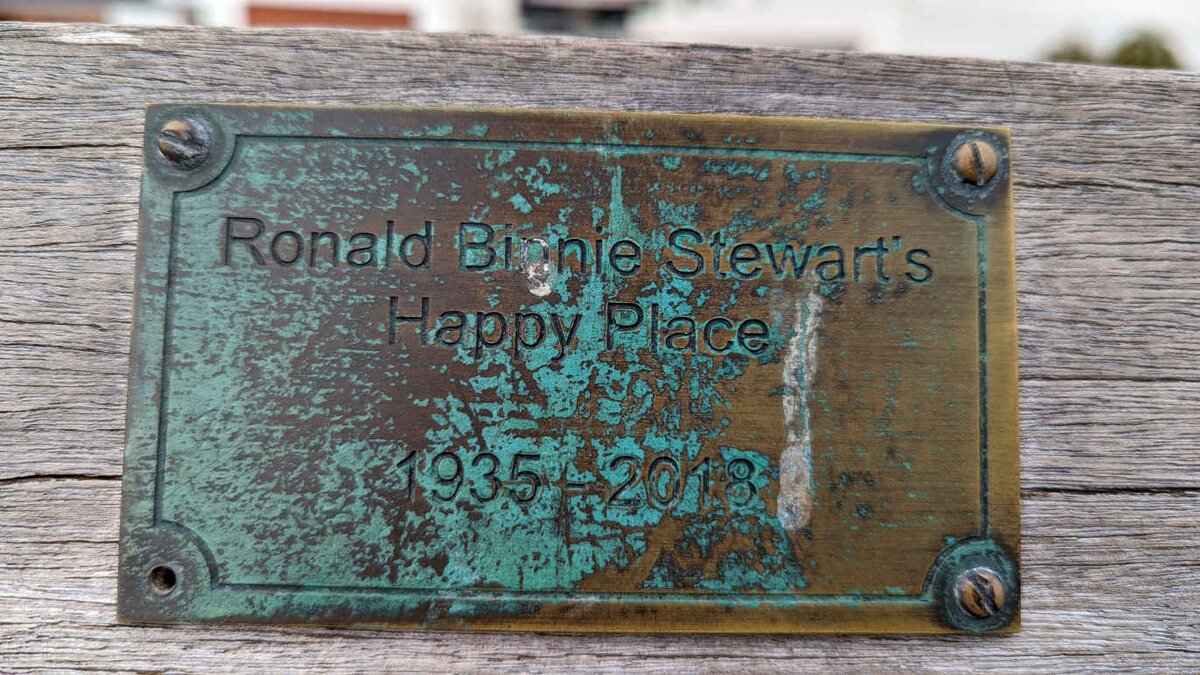 Ronald Binnie Stewart's
Happy Place
1935 – 2018